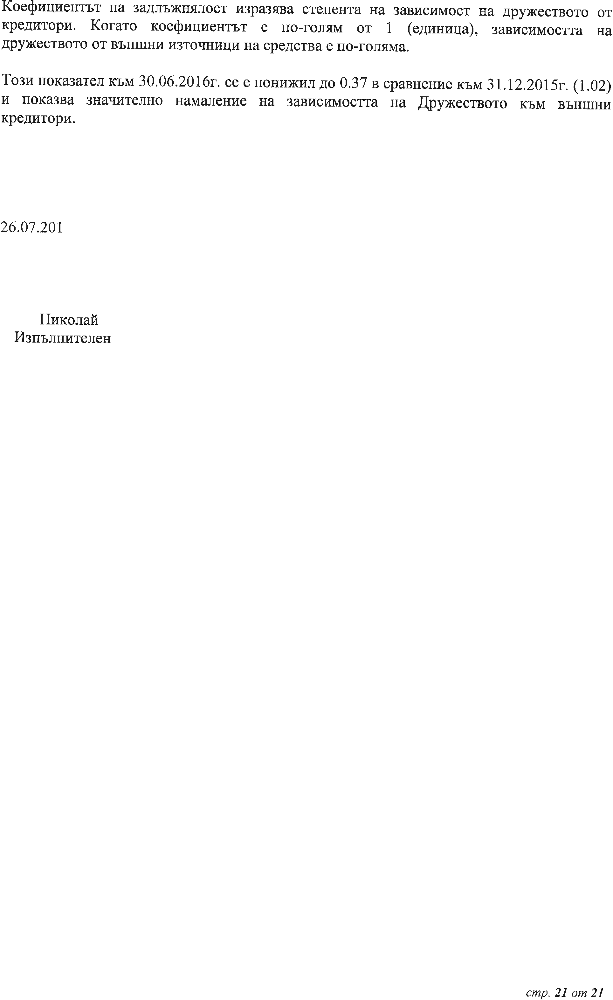 Коефициентът на задлъжнялост изразява степента на зависимост на дружеството от
кредитори. Когато коефициентът е по-голям от 1 (единица), зависимостта на
дружеството от външни източници на средства е по-голяма.
Този показател към 30.06.2016г. се е понижил до 0.37 в сравнение към 31.12.2015г. (1.02)
и показва значително намаление на зависимостта на Дружеството към външни
кредитори.
26.07.201
Николай
Изпълнителен
стр. 21 от 21